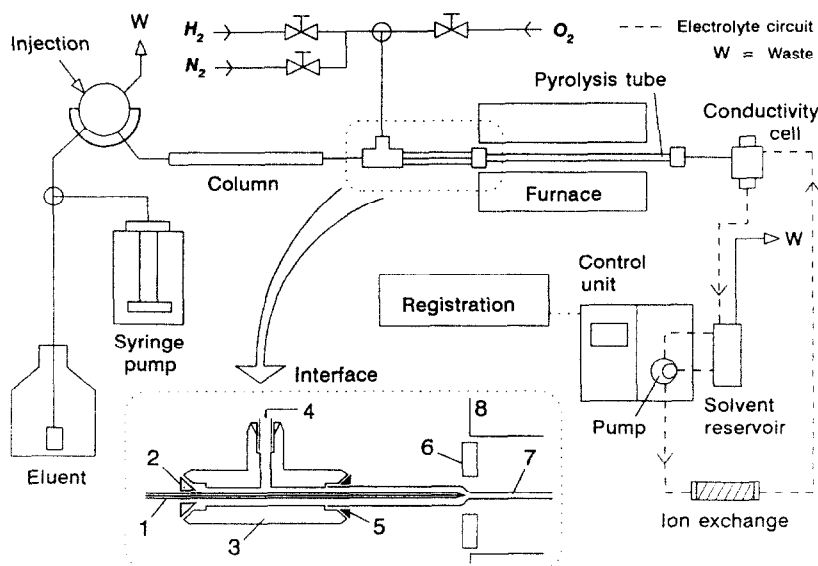 W
H2
O2
Electrolyte circuit
W = Waste
Injection
N2
Pyrolysis tube
Conductivity
cell
Column
Furnace
W
Control
unit
Registration
Syringe
pump
Interface
Pump
Solvent
reservoir
Eluent
Ion exchange
4
8
2
6
7
1
3
5